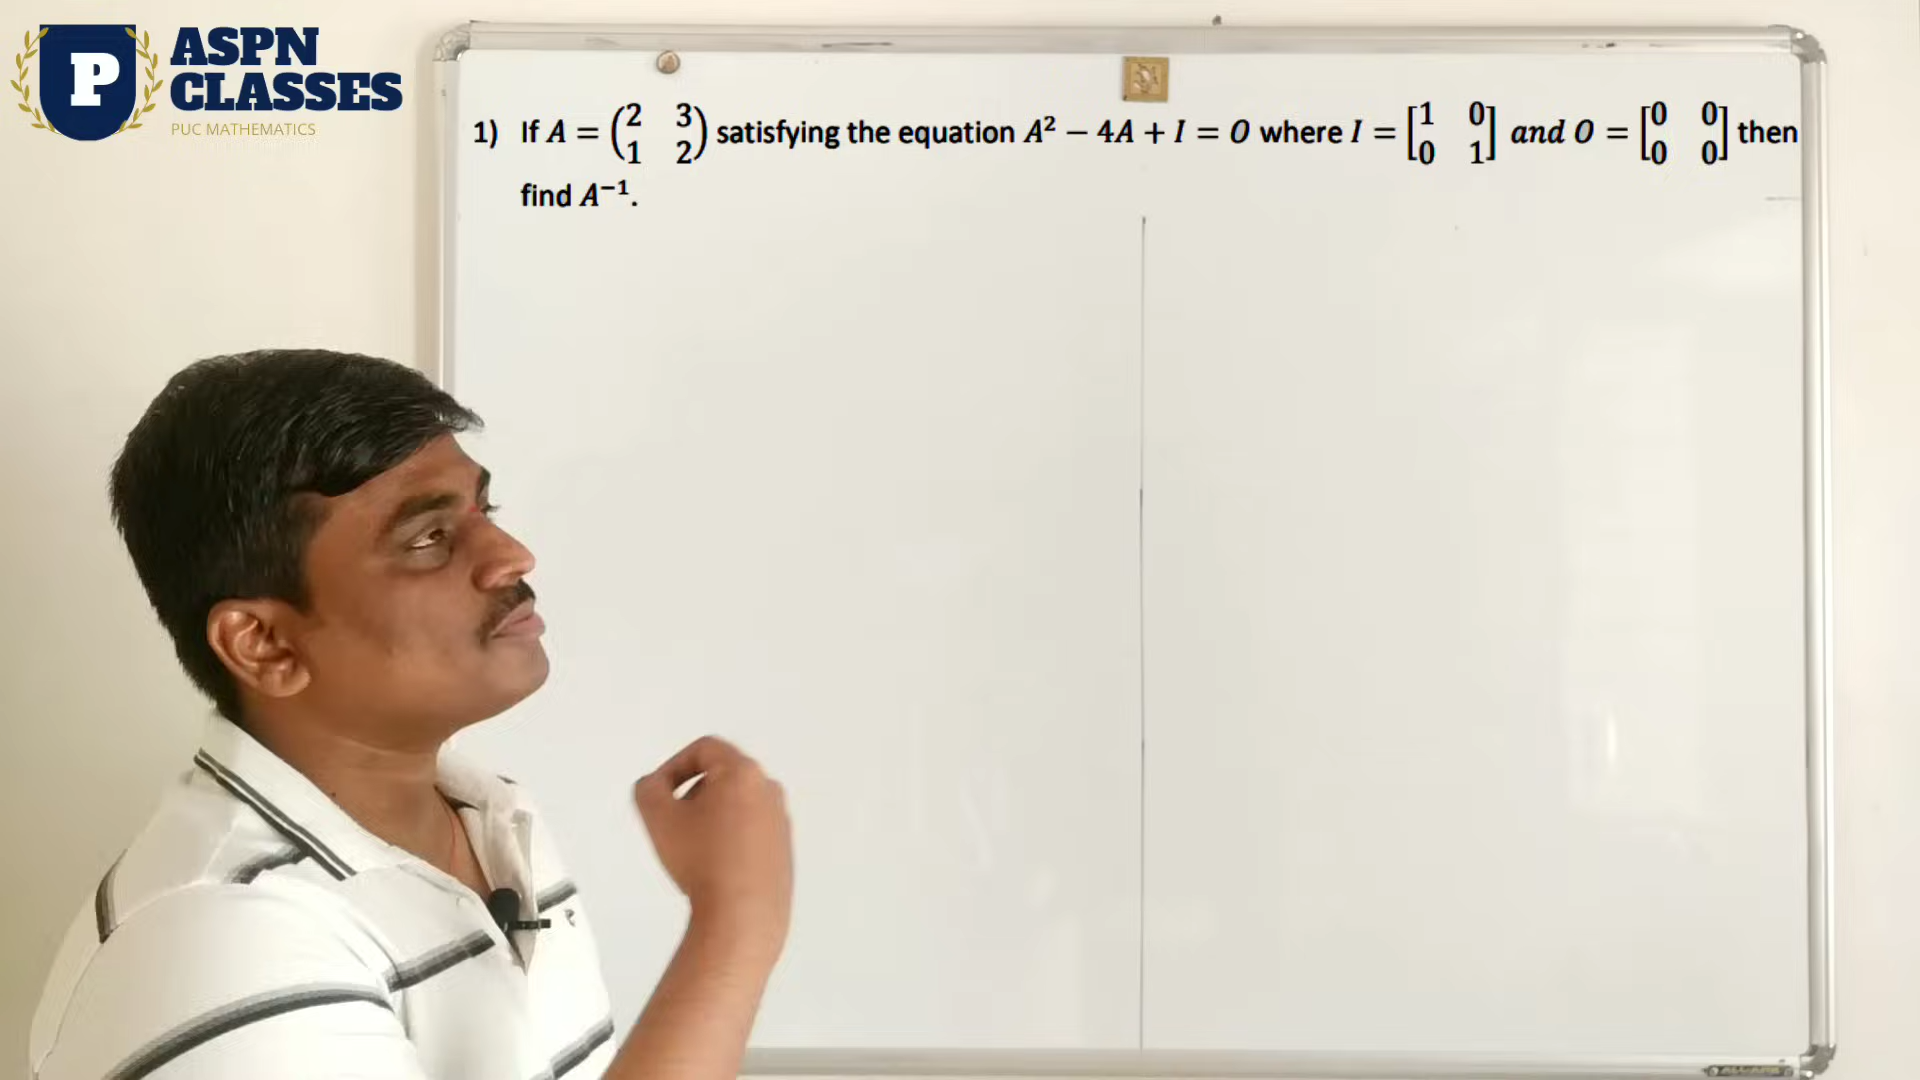 P
ASPN
CLASSES
PUC MATHEMATICS
1) If A = (2 3 1 2) satisfying the equation A² − 4A + I = O where I = [1 0 0 1] and O = [0 0 0 0] then
find A⁻¹.